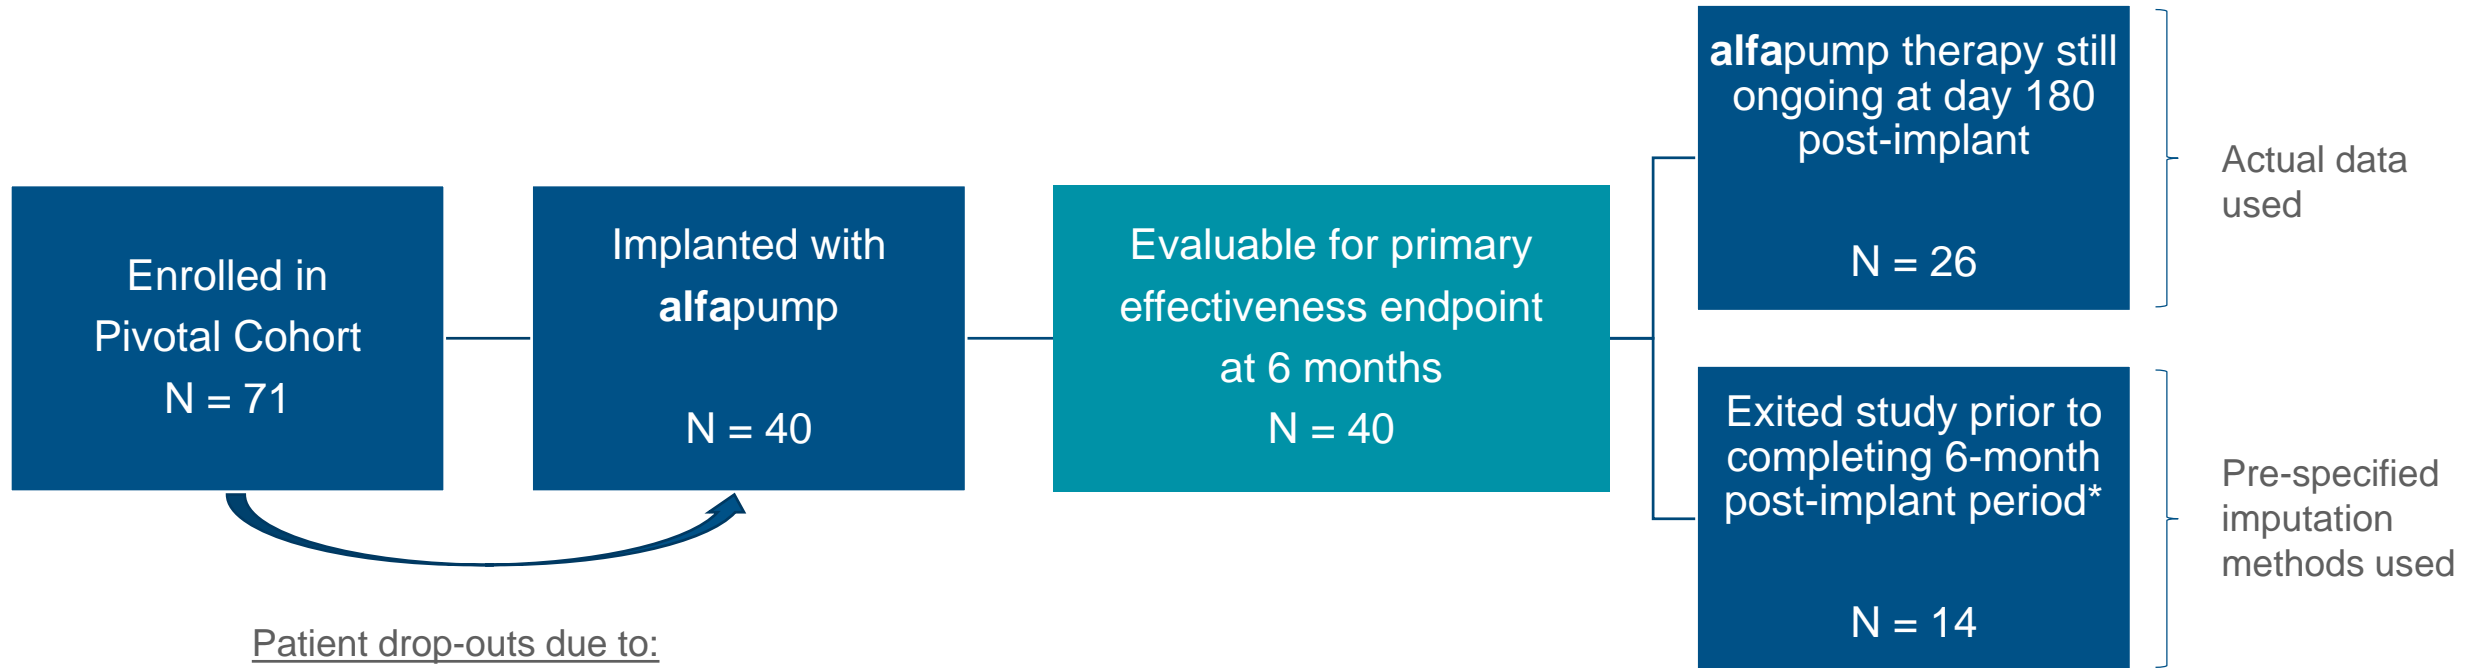 Enrolled in
Pivotal Cohort
N = 71
Implanted with
alfapump
N = 40
Evaluable for primary
effectiveness endpoint
at 6 months
N = 40
alfapump therapy still
ongoing at day 180
post-implant
N = 26
Actual data
used
Exited study prior to
completing 6-month
post-implant period*
N = 14
Pre-specified
imputation
methods used
Patient drop-outs due to: